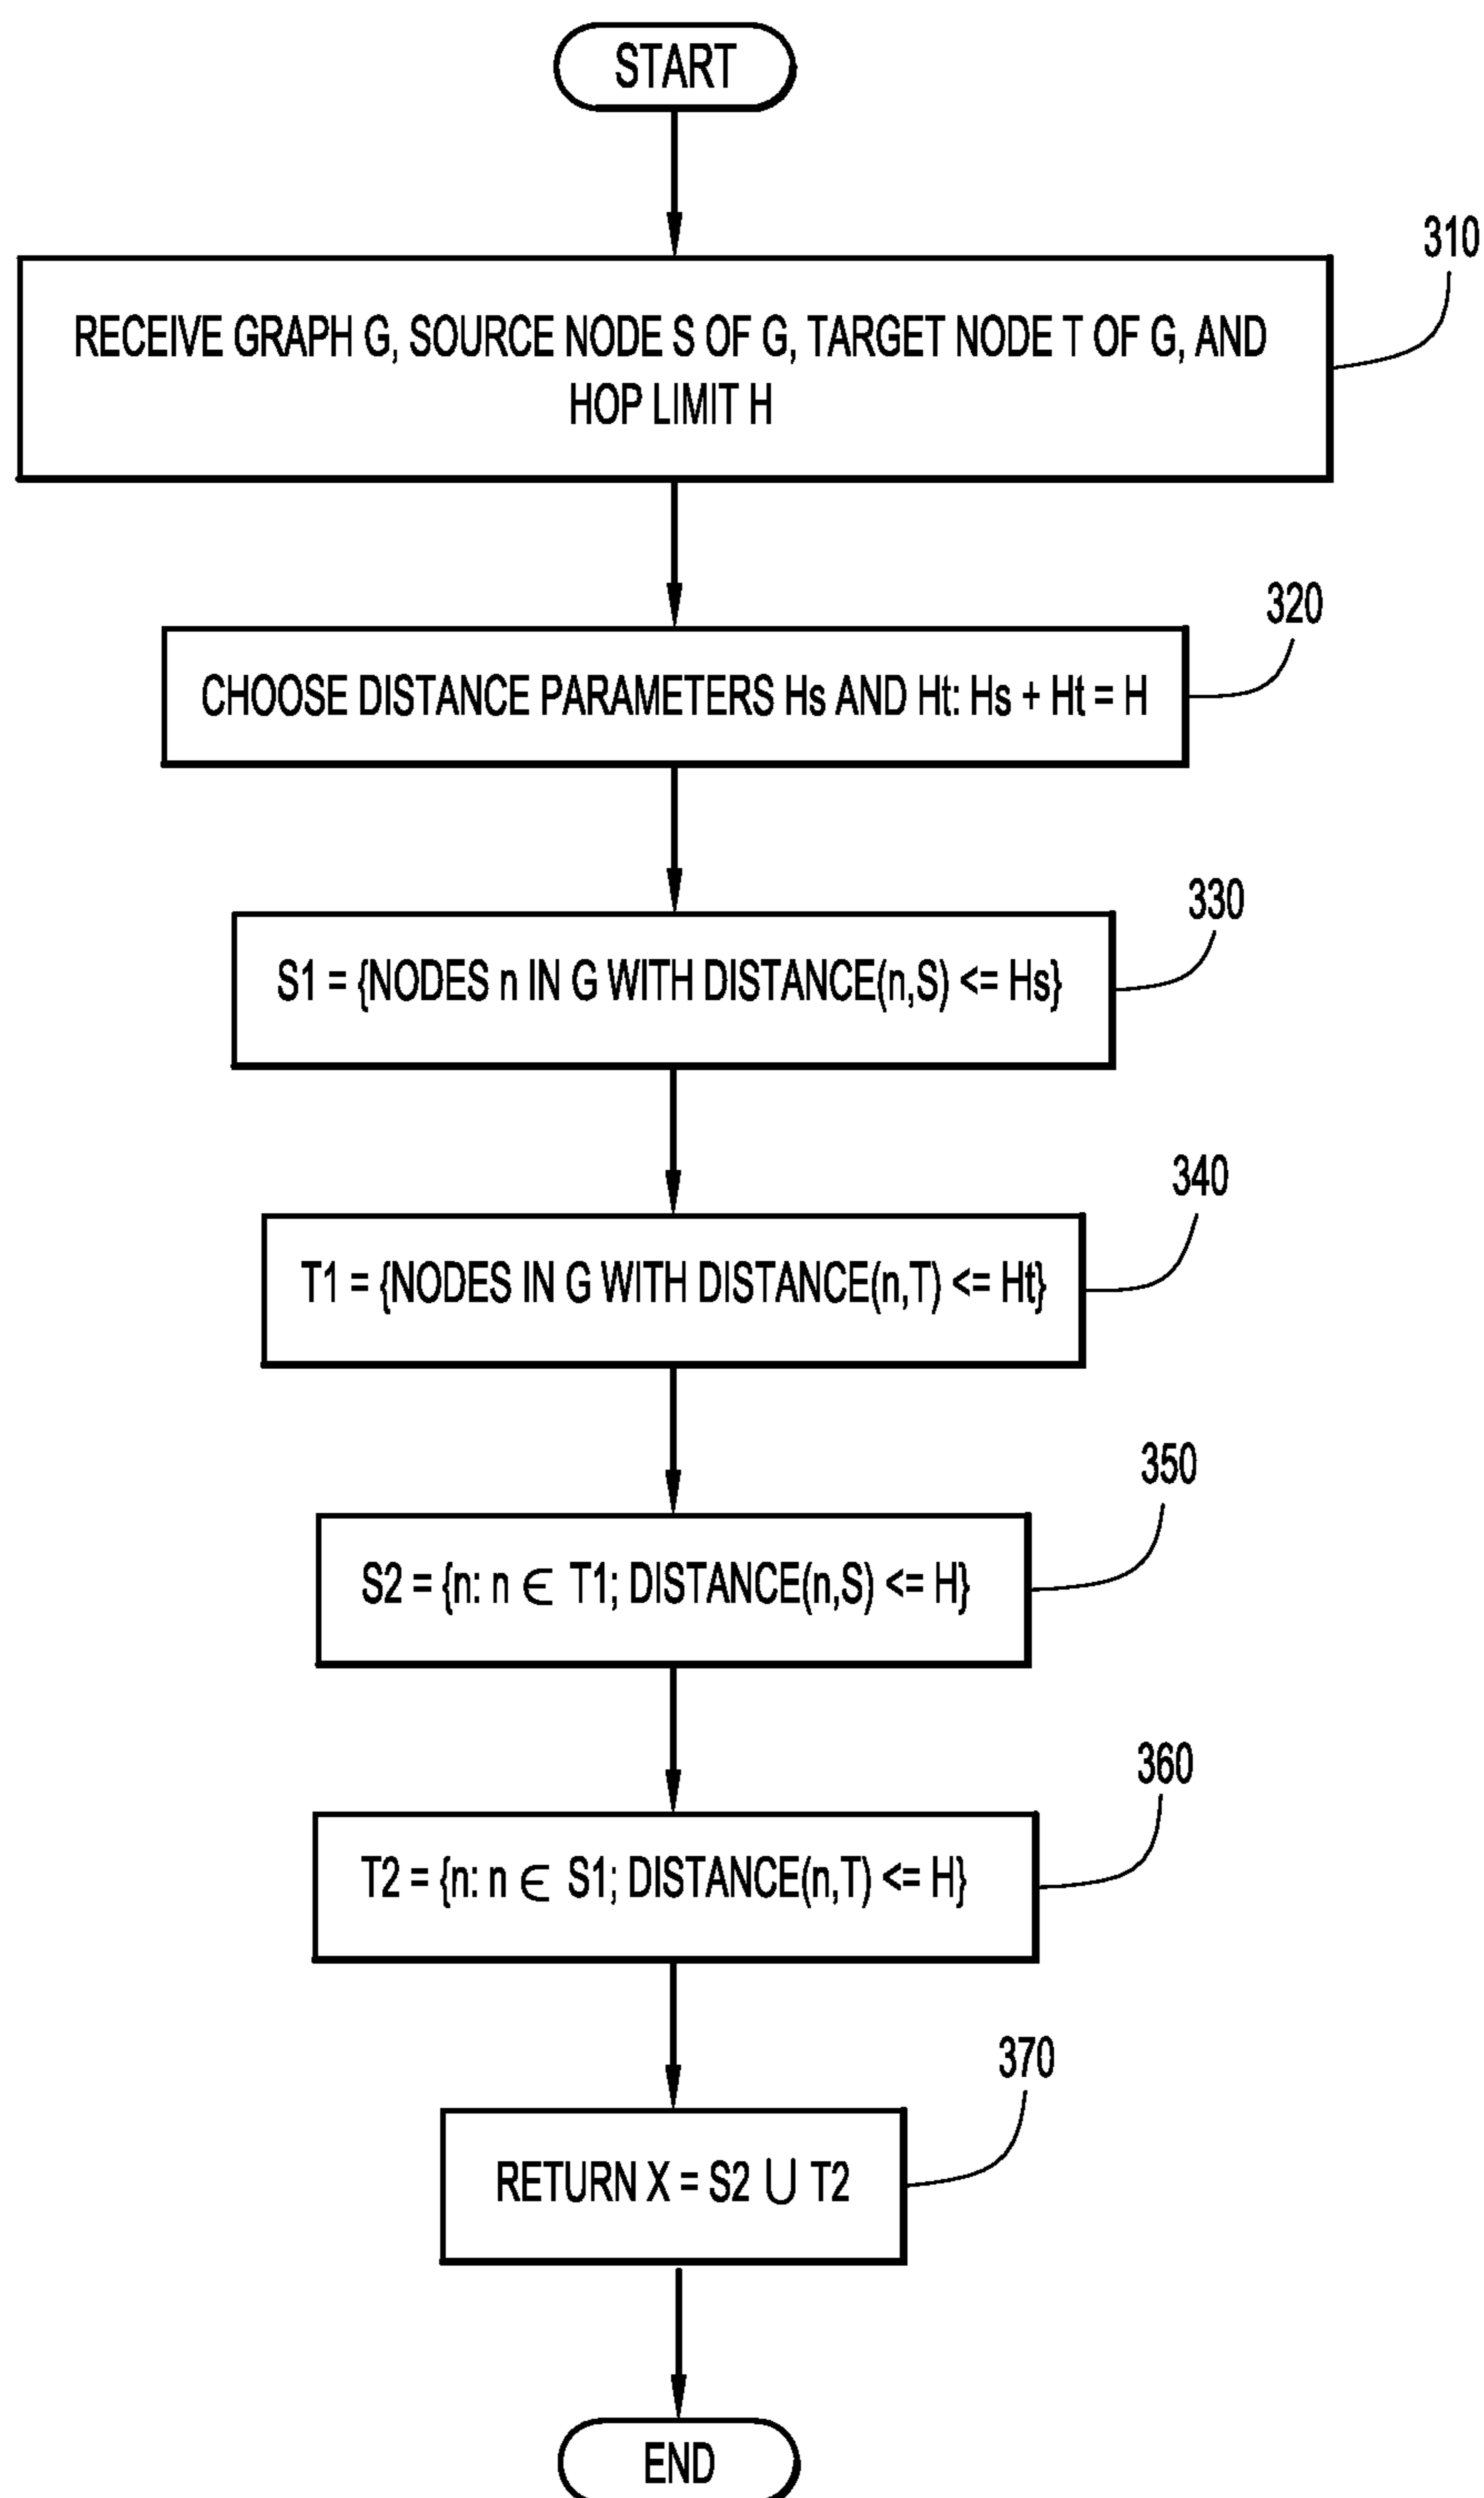 START
310
RECEIVE GRAPH G, SOURCE NODE S OF G, TARGET NODE T OF G, AND
HOP LIMIT H
320
CHOOSE DISTANCE PARAMETERS Hs AND Ht: Hs + Ht = H
330
S1 = {NODES n IN G WITH DISTANCE(n,S) <= Hs}
340
T1 = {NODES IN G WITH DISTANCE(n,T) <= Ht}
350
S2 = {n: n ∈ T1; DISTANCE(n,S) <= H}
360
T2 = {n: n ∈ S1; DISTANCE(n,T) <= H}
370
RETURN X = S2 ∪ T2
END